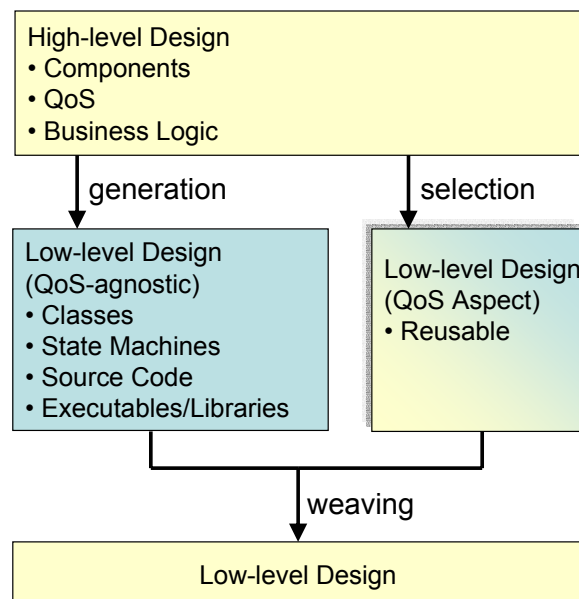 High-level Design
• Components
• QoS
• Business Logic
generation
selection
Low-level Design
(QoS-agnostic)
• Classes
• State Machines
• Source Code
• Executables/Libraries
Low-level Design
(QoS Aspect)
• Reusable
weaving
Low-level Design